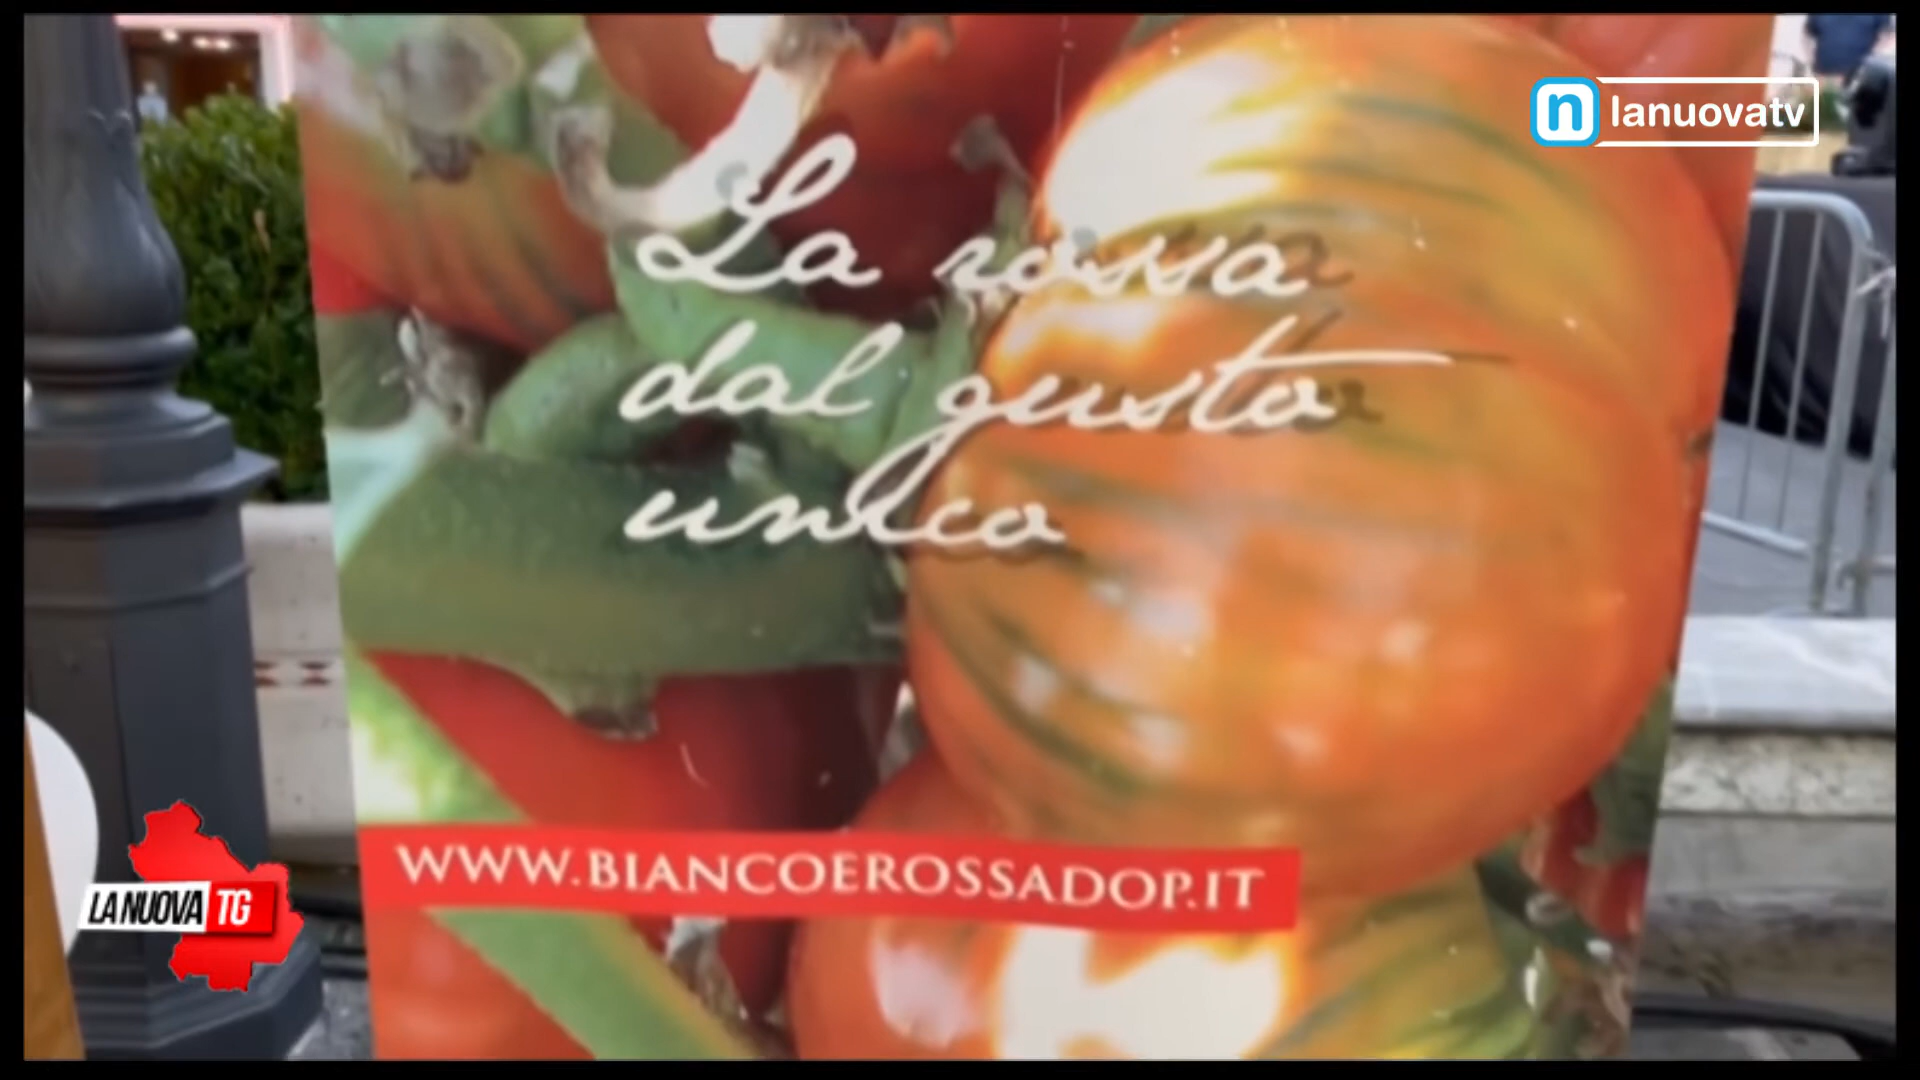 n lanuovatv
La rossa
dal gusto
unico
WWW.BIANCOEROSSADOP.IT
LA NUOVA TG